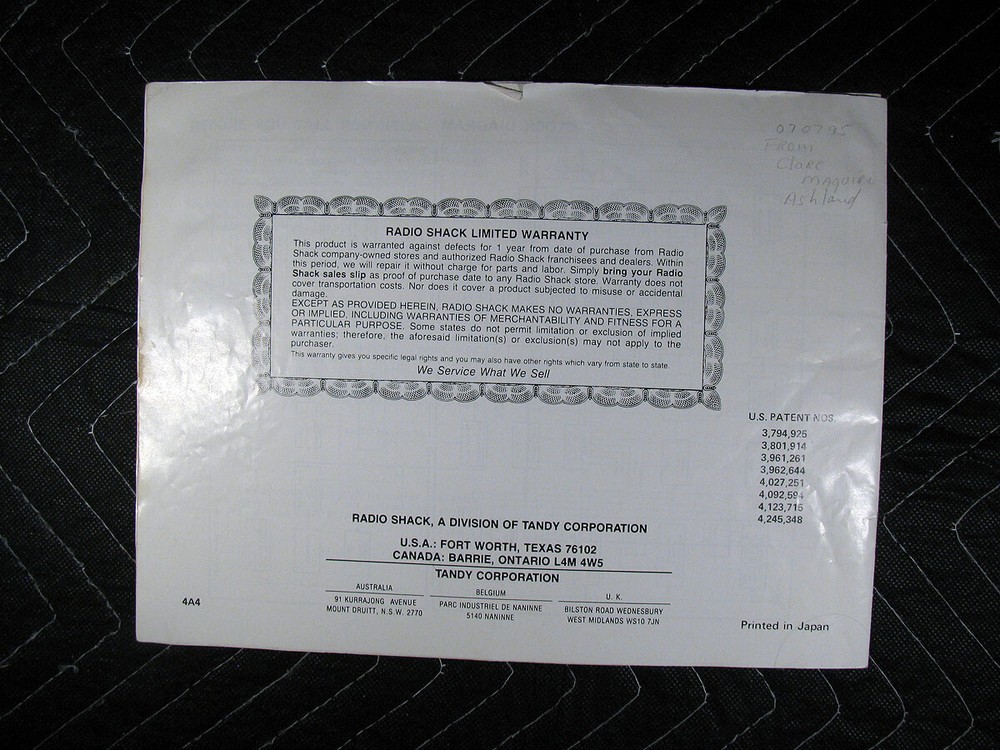 070795
FROM
Clare
Maguire
Ashland
RADIO SHACK LIMITED WARRANTY
This product is warranted against defects for 1 year from date of purchase from Radio
Shack company-owned stores and authorized Radio Shack franchisees and dealers. Within
this period, we will repair it without charge for parts and labor. Simply bring your Radio
Shack sales slip as proof of purchase date to any Radio Shack store. Warranty does not
cover transportation costs. Nor does it cover a product subjected to misuse or accidental
damage.
EXCEPT AS PROVIDED HEREIN, RADIO SHACK MAKES NO WARRANTIES, EXPRESS
OR IMPLIED, INCLUDING WARRANTIES OF MERCHANTABILITY AND FITNESS FOR A
PARTICULAR PURPOSE. Some states do not permit limitation or exclusion of implied
warranties; therefore, the aforesaid limitation(s) or exclusion(s) may not apply to the
purchaser.
This warranty gives you specific legal rights and you may also have other rights which vary from state to state.
We Service What We Sell
U.S. PATENT NOS.
3,794,925
3,801,914
3,961,261
3,962,644
4,027,251
4,092,594
4,123,715
4,245,348
RADIO SHACK, A DIVISION OF TANDY CORPORATION
U.S.A.: FORT WORTH, TEXAS 76102
CANADA: BARRIE, ONTARIO L4M 4W5
TANDY CORPORATION
AUSTRALIA
91 KURRAJONG AVENUE
MOUNT DRUITT, N.S.W. 2770
BELGIUM
PARC INDUSTRIEL DE NANINNE
5140 NANINNE
U. K.
BILSTON ROAD WEDNESBURY
WEST MIDLANDS WS10 7JN
4A4
Printed in Japan